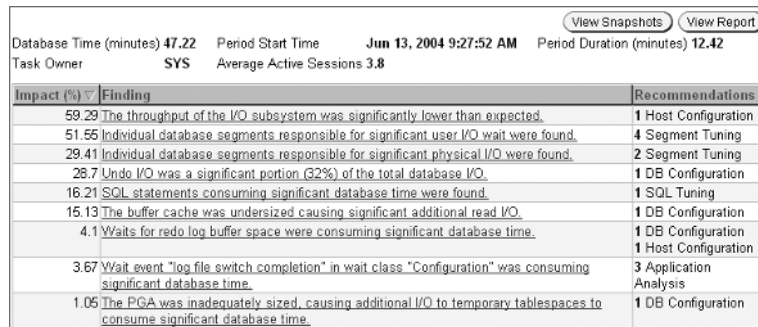 View Snapshots View Report
Database Time (minutes) 47.22 Period Start Time Jun 13, 2004 9:27:52 AM Period Duration (minutes) 12.42
Task Owner SYS Average Active Sessions 3.8
Impact (%) Finding Recommendations
59.29 The throughput of the I/O subsystem was significantly lower than expected. 1 Host Configuration
51.55 Individual database segments responsible for significant user I/O wait were found. 4 Segment Tuning
29.41 Individual database segments responsible for significant physical I/O were found. 2 Segment Tuning
28.7 Undo I/O was a significant portion (32%) of the total database I/O. 1 DB Configuration
16.21 SQL statements consuming significant database time were found. 1 SQL Tuning
15.13 The buffer cache was undersized causing significant additional read I/O. 1 DB Configuration
4.1 Waits for redo log buffer space were consuming significant database time. 1 DB Configuration
1 Host Configuration
3.67 Wait event "log file switch completion" in wait class "Configuration" was consuming 3 Application
significant database time. Analysis
1.05 The PGA was inadequately sized, causing additional I/O to temporary tablespaces to 1 DB Configuration
consume significant database time.